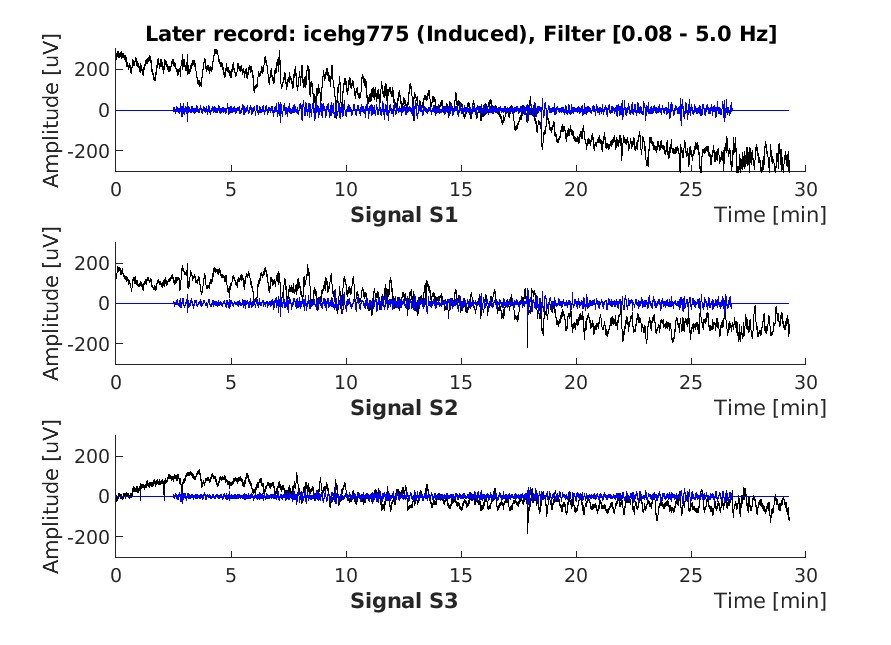 Later record: icehg775 (Induced), Filter [0.08 - 5.0 Hz]
Amplitude [uV]
200
0
-200
0 5 10 15 20 25 30
Signal S1 Time [min]
Amplitude [uV]
200
0
-200
0 5 10 15 20 25 30
Signal S2 Time [min]
Amplitude [uV]
200
0
-200
0 5 10 15 20 25 30
Signal S3 Time [min]